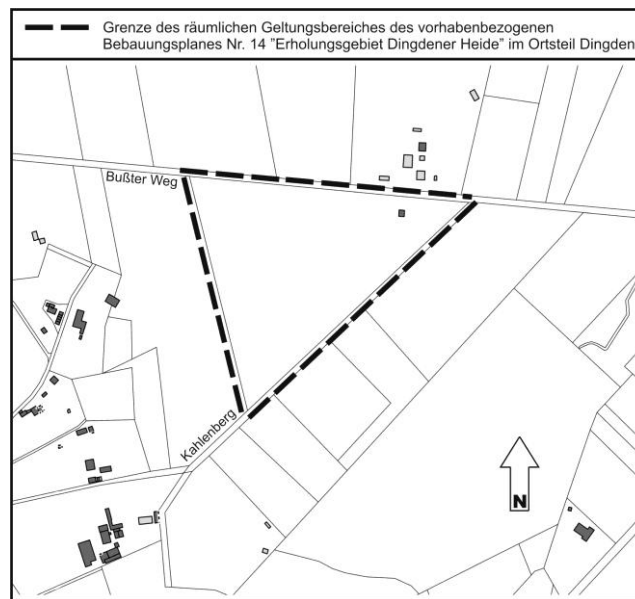 Grenze des räumlichen Geltungsbereiches des vorhabenbezogenen
Bebauungsplanes Nr. 14 "Erholungsgebiet Dingdener Heide" im Ortsteil Dingden
Bußter Weg
Kahlenberg
N